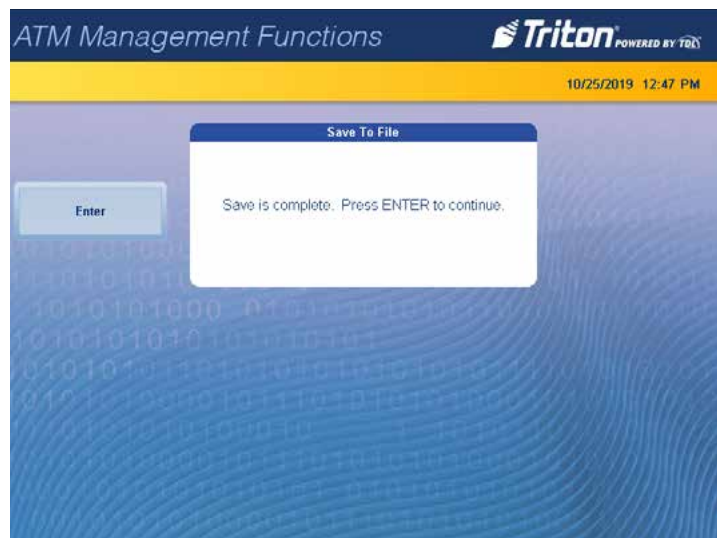 ATM Management Functions
Triton POWERED BY TDL
10/25/2019 12:47 PM
Save To File
Enter
Save is complete. Press ENTER to continue.